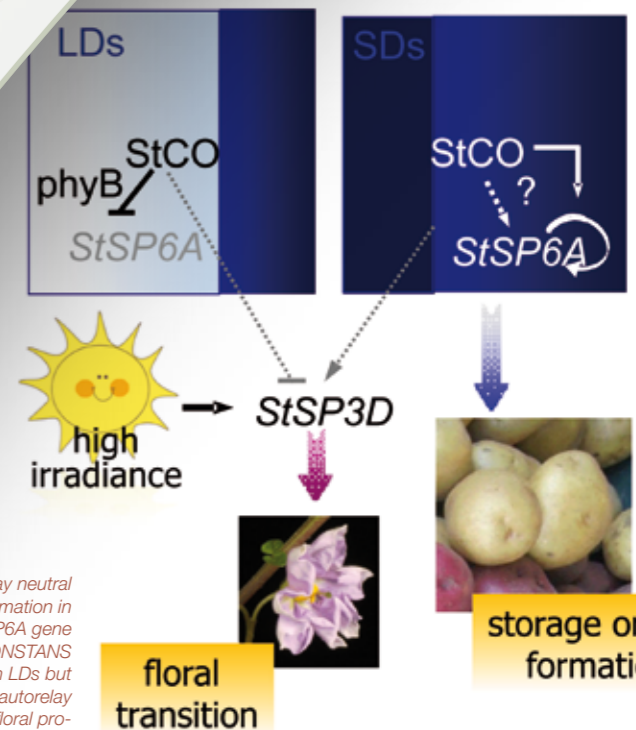 LDs
SDs
StCO
phyB
StSP6A
StCO
?
StSP6A
high
irradiance
StSP3D
floral
transition
storage or
formati
ay neutral
mation in
P6A gene
ONSTANS
n LDs but
autorelay
floral pro-